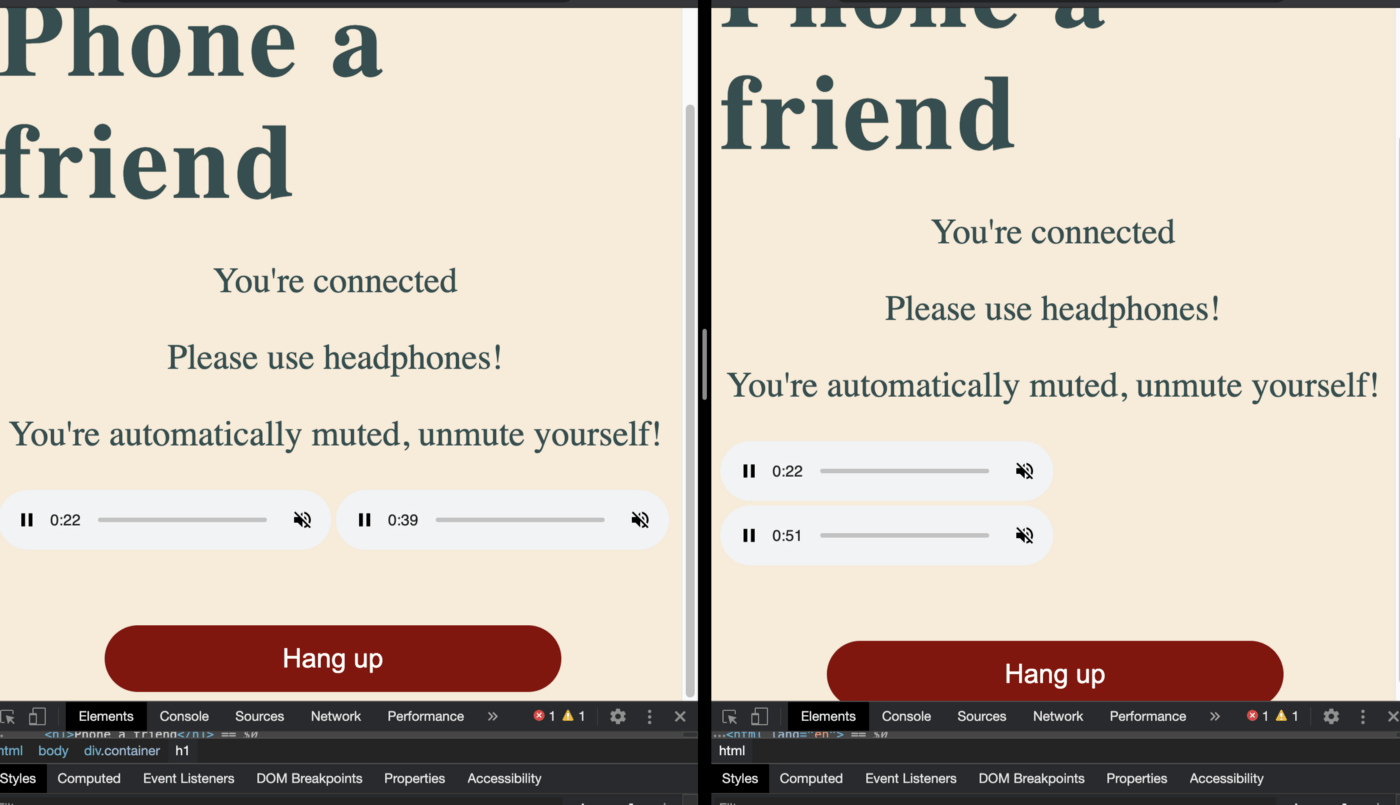 Phone a
friend
You're connected
Please use headphones!
You're automatically muted, unmute yourself!
0:22 0:39
Hang up
Elements Console Sources Network Performance » 1 1
<h1>Phone a friend</h1> == $0
html body div.container h1
Styles Computed Event Listeners DOM Breakpoints Properties Accessibility
Phone a
friend
You're connected
Please use headphones!
You're automatically muted, unmute yourself!
0:22
0:51
Hang up
Elements Console Sources Network Performance » 1 1
...<html lang="en"> == $0
html
Styles Computed Event Listeners DOM Breakpoints Properties Accessibility